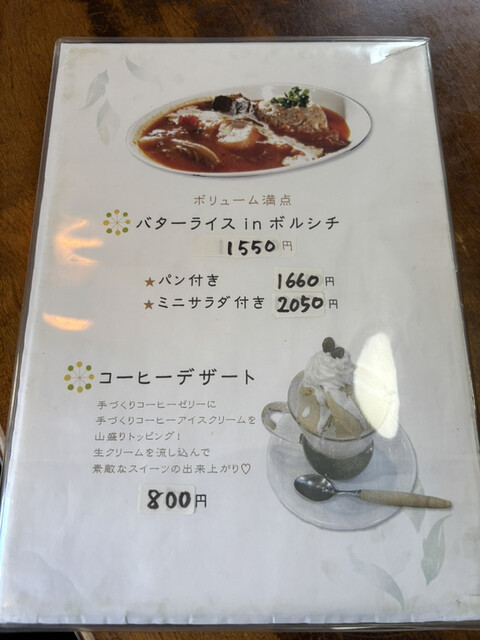 ボリューム満点
バターライス in ボルシチ
1550円
★パン付き 1660円
★ミニサラダ付き 2050円
コーヒーデザート
手づくりコーヒーゼリーに
手づくりコーヒーアイスクリームを
山盛りトッピング!
生クリームを流し込んで
素敵なスイーツの出来上がり♡
800円